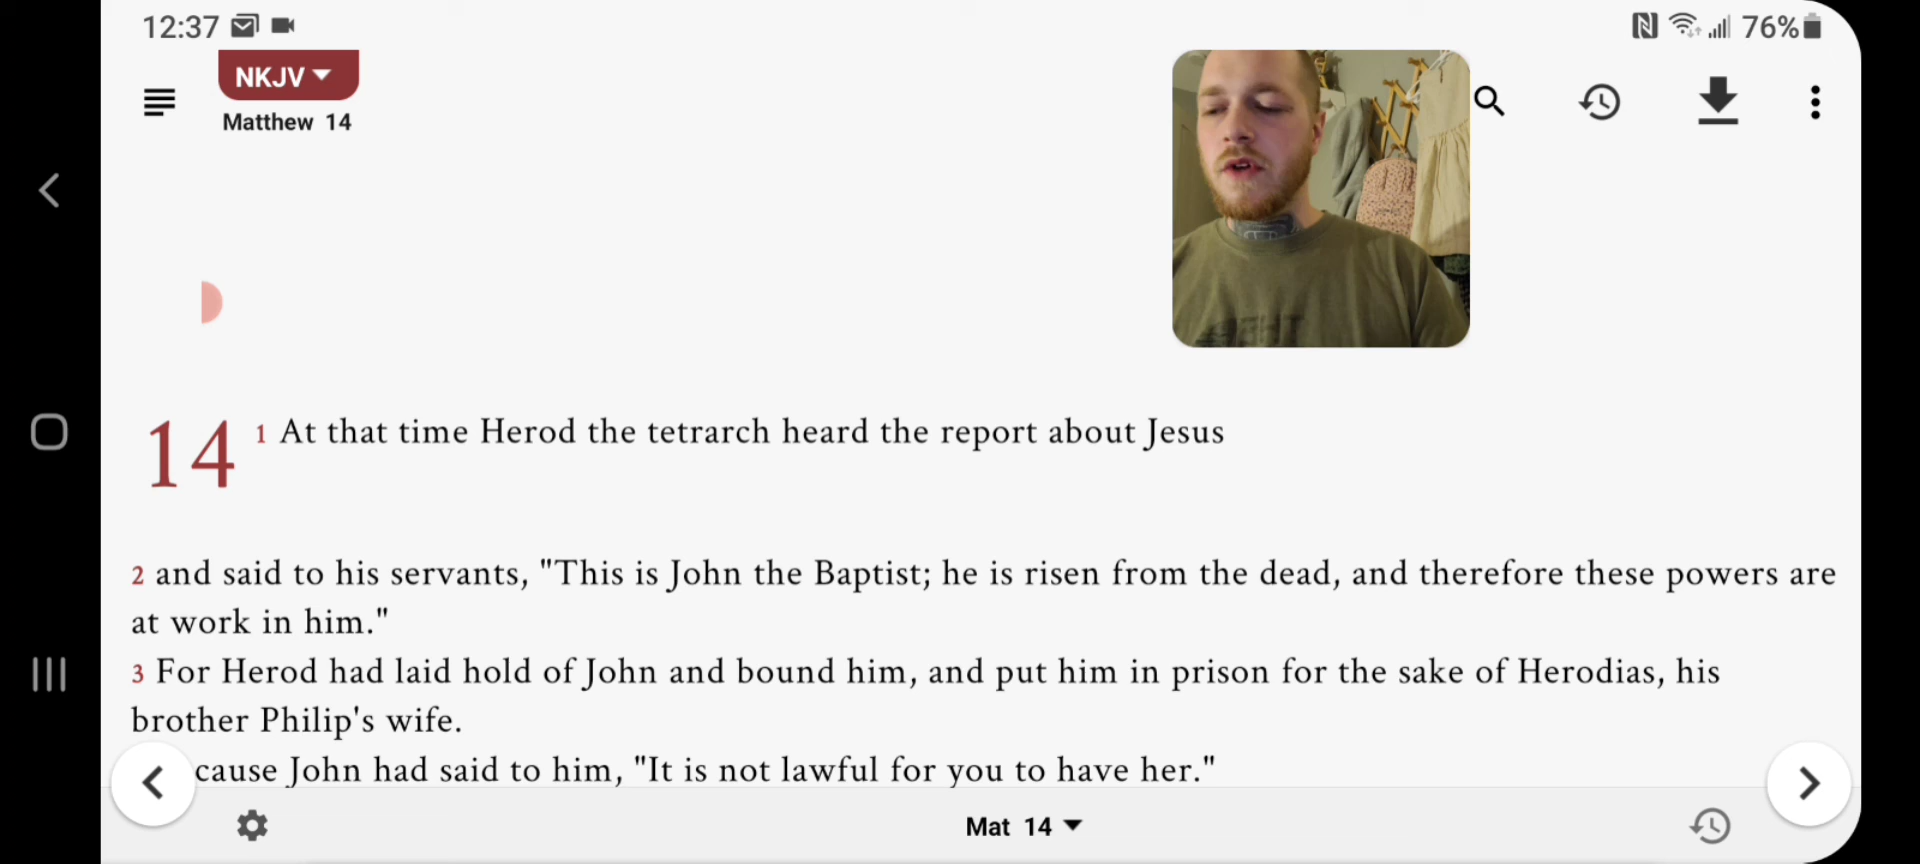 12:37
76%
NKJV
Matthew 14
14 1 At that time Herod the tetrarch heard the report about Jesus
2 and said to his servants, "This is John the Baptist; he is risen from the dead, and therefore these powers are
at work in him."
3 For Herod had laid hold of John and bound him, and put him in prison for the sake of Herodias, his
brother Philip's wife.
cause John had said to him, "It is not lawful for you to have her."
Mat 14